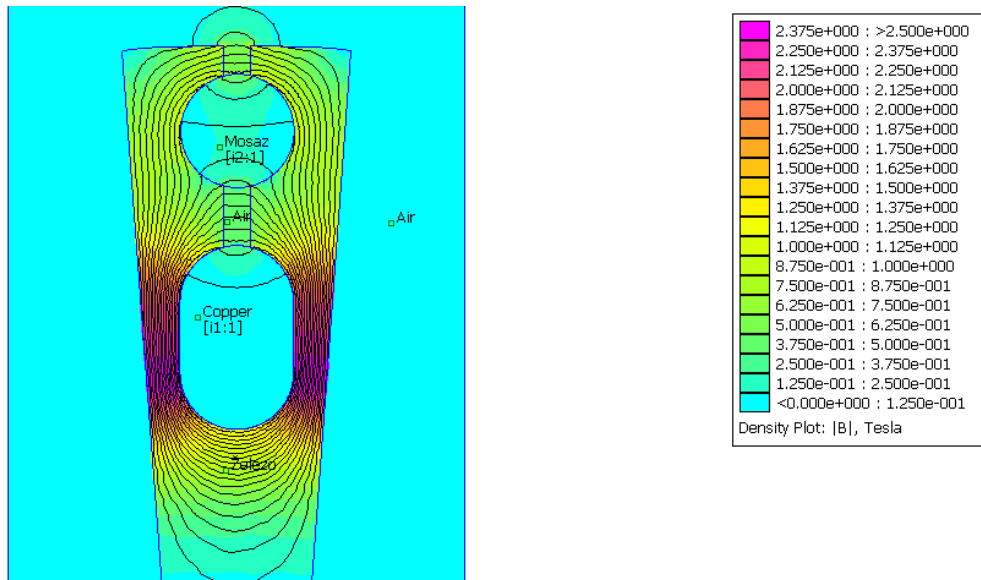 Mosaz
[i2:1]
Air
Air
Copper
[i1:1]
Železo
2.375e+000 : >2.500e+000
2.250e+000 : 2.375e+000
2.125e+000 : 2.250e+000
2.000e+000 : 2.125e+000
1.875e+000 : 2.000e+000
1.750e+000 : 1.875e+000
1.625e+000 : 1.750e+000
1.500e+000 : 1.625e+000
1.375e+000 : 1.500e+000
1.250e+000 : 1.375e+000
1.125e+000 : 1.250e+000
1.000e+000 : 1.125e+000
8.750e-001 : 1.000e+000
7.500e-001 : 8.750e-001
6.250e-001 : 7.500e-001
5.000e-001 : 6.250e-001
3.750e-001 : 5.000e-001
2.500e-001 : 3.750e-001
1.250e-001 : 2.500e-001
<0.000e+000 : 1.250e-001
Density Plot: |B|, Tesla